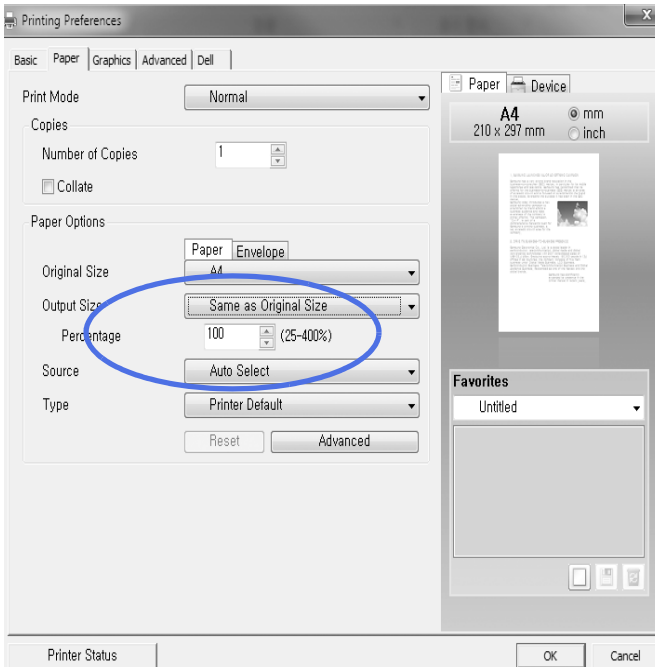 Printing Preferences
Basic Paper Graphics Advanced Dell
Print Mode Normal
Copies
Number of Copies 1
Collate
Paper Options
Paper Envelope
Original Size A4
Output Size Same as Original Size
Percentage 100 (25-400%)
Source Auto Select
Type Printer Default
Reset Advanced
Paper Device
A4
210 x 297 mm
mm
inch
Favorites
Untitled
Printer Status OK Cancel